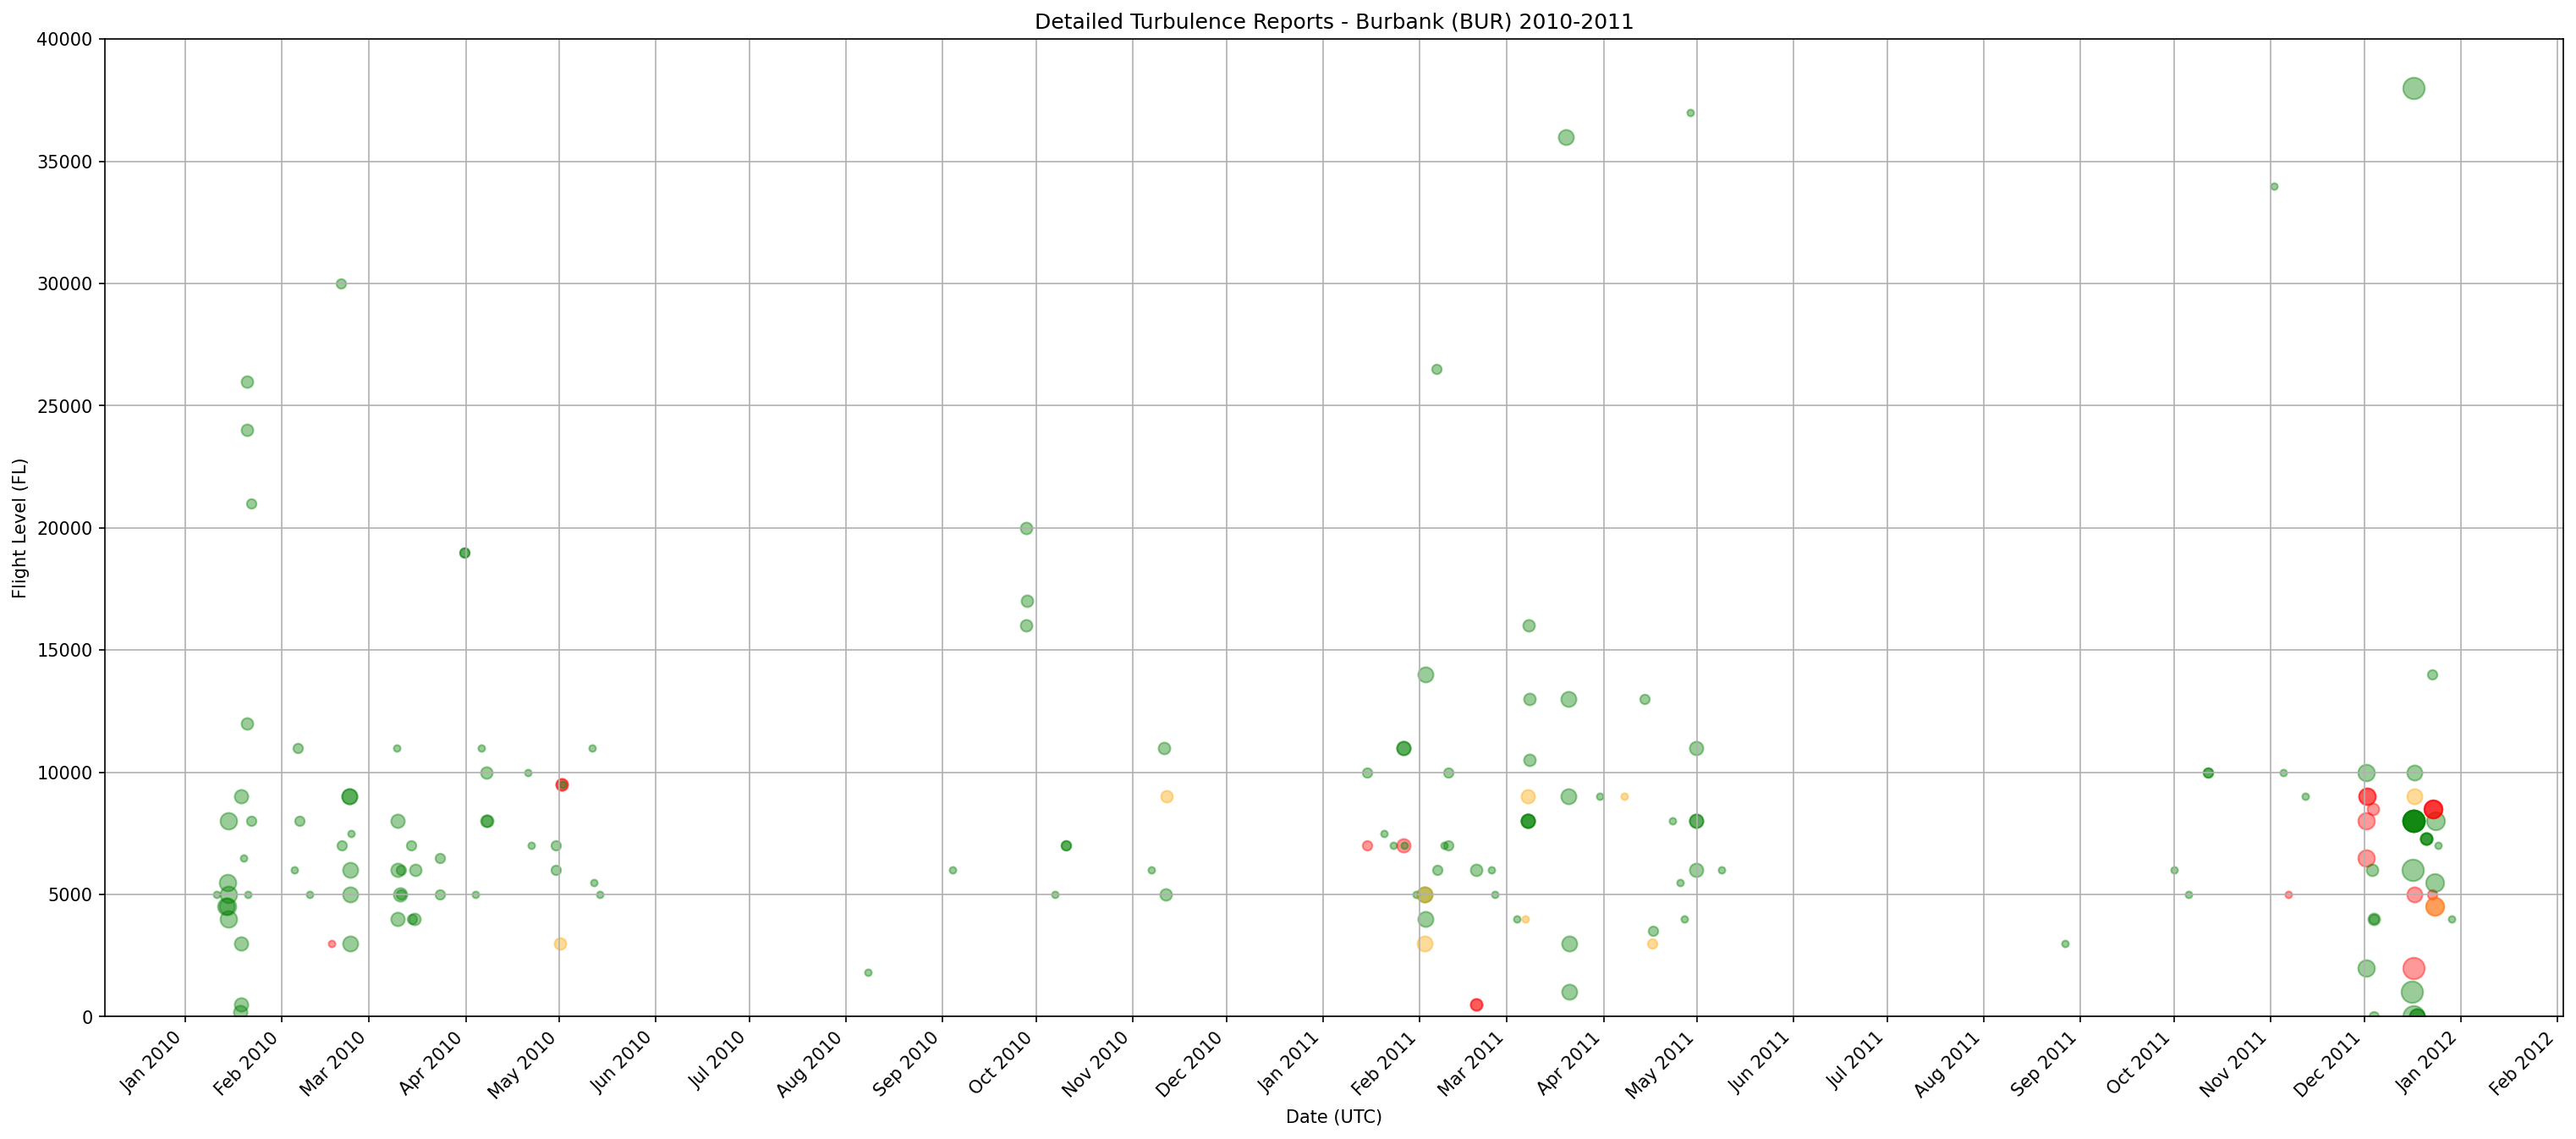 Detailed Turbulence Reports - Burbank (BUR) 2010-2011
40000
35000
30000
25000
20000
15000
10000
5000
0
Flight Level (FL)
Jan 2010
Feb 2010
Mar 2010
Apr 2010
May 2010
Jun 2010
Jul 2010
Aug 2010
Sep 2010
Oct 2010
Nov 2010
Dec 2010
Jan 2011
Feb 2011
Mar 2011
Apr 2011
May 2011
Jun 2011
Jul 2011
Aug 2011
Sep 2011
Oct 2011
Nov 2011
Dec 2011
Jan 2012
Feb 2012
Date (UTC)